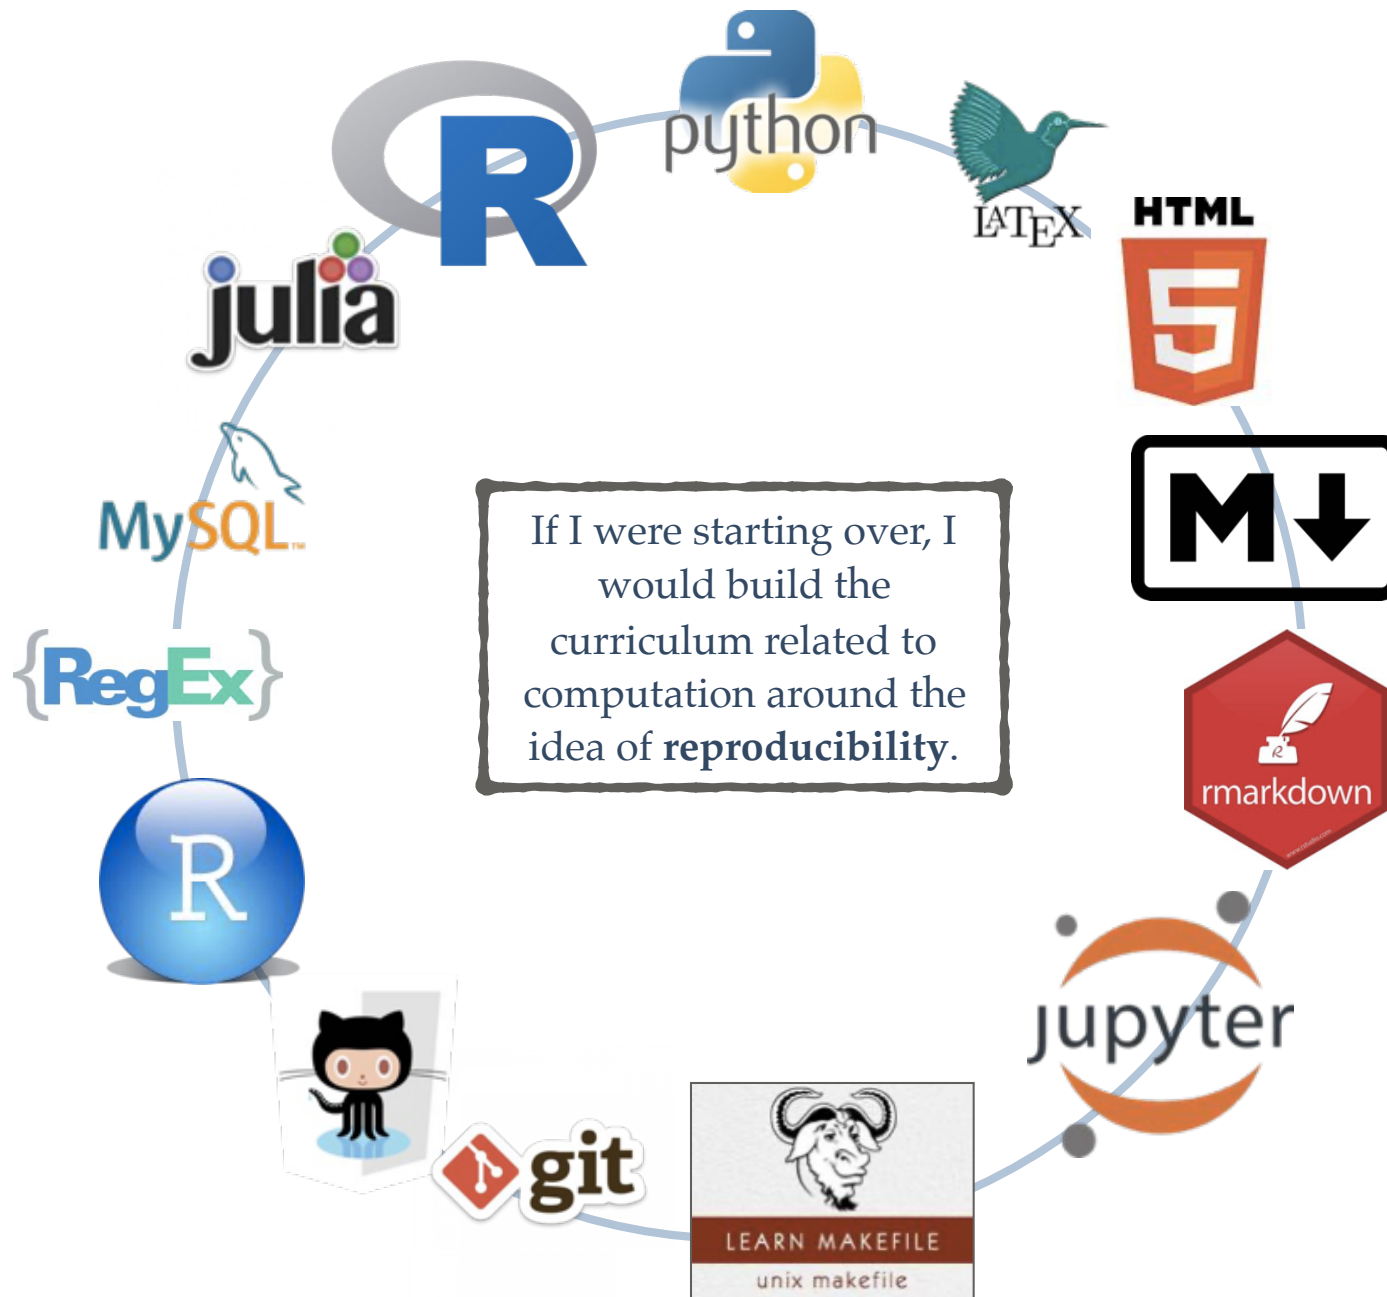 python
R
LATEX
HTML
5
julia
MySQL™
M
If I were starting over, I
would build the
curriculum related to
computation around the
idea of reproducibility.
{RegEx}
R
rmarkdown
R
jupyter
git
LEARN MAKEFILE
unix makefile